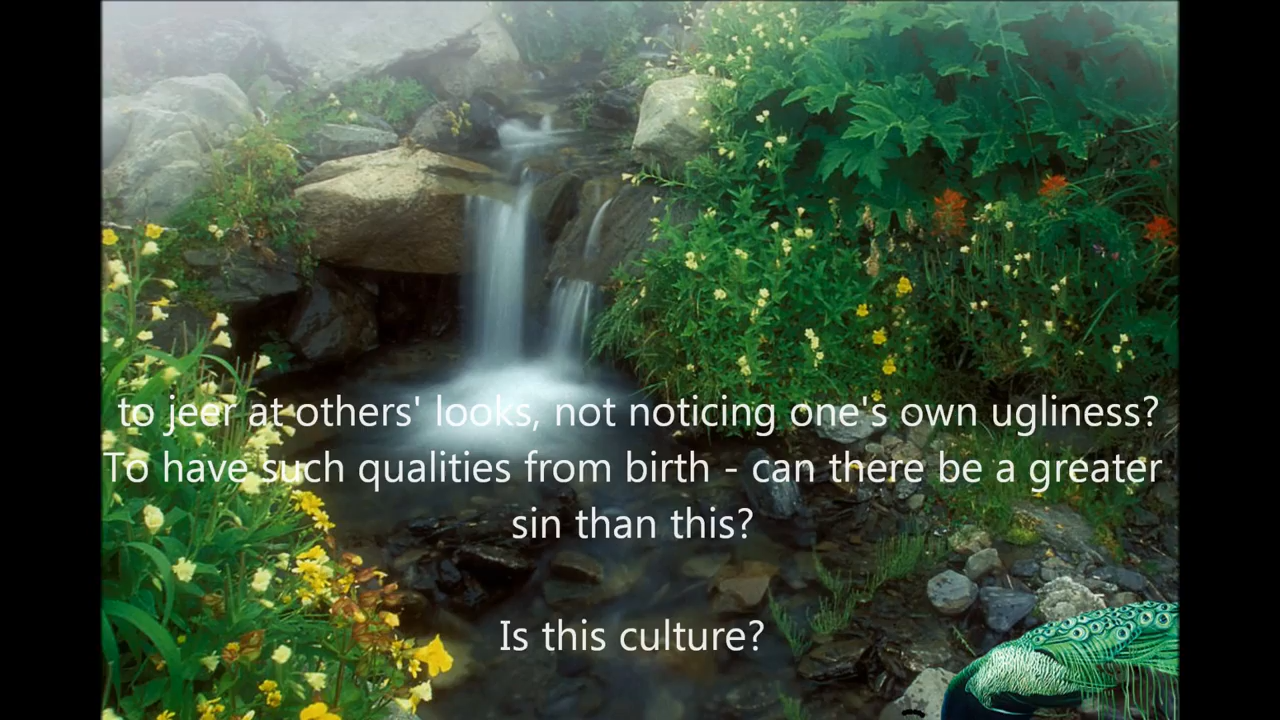 to jeer at others' looks, not noticing one's own ugliness?
To have such qualities from birth - can there be a greater
sin than this?
Is this culture?